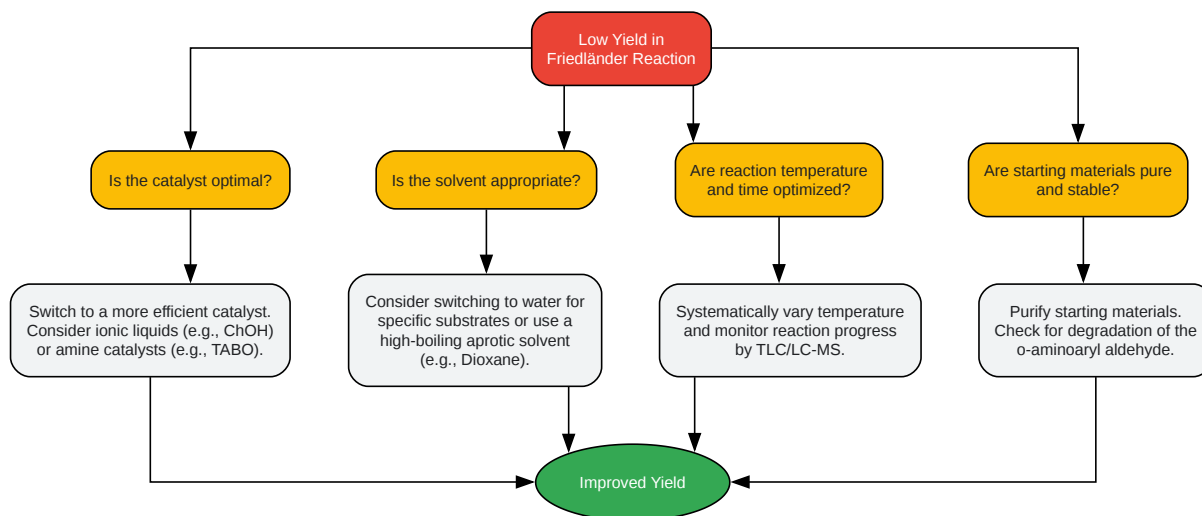 Low Yield in
Friedländer Reaction
Is the catalyst optimal?
Is the solvent appropriate?
Are reaction temperature
and time optimized?
Are starting materials pure
and stable?
Switch to a more efficient catalyst.
Consider ionic liquids (e.g., ChOH)
or amine catalysts (e.g., TABO).
Consider switching to water for
specific substrates or use a
high-boiling aprotic solvent
(e.g., Dioxane).
Systematically vary temperature
and monitor reaction progress
by TLC/LC-MS.
Purify starting materials.
Check for degradation of the
o-aminoaryl aldehyde.
Improved Yield